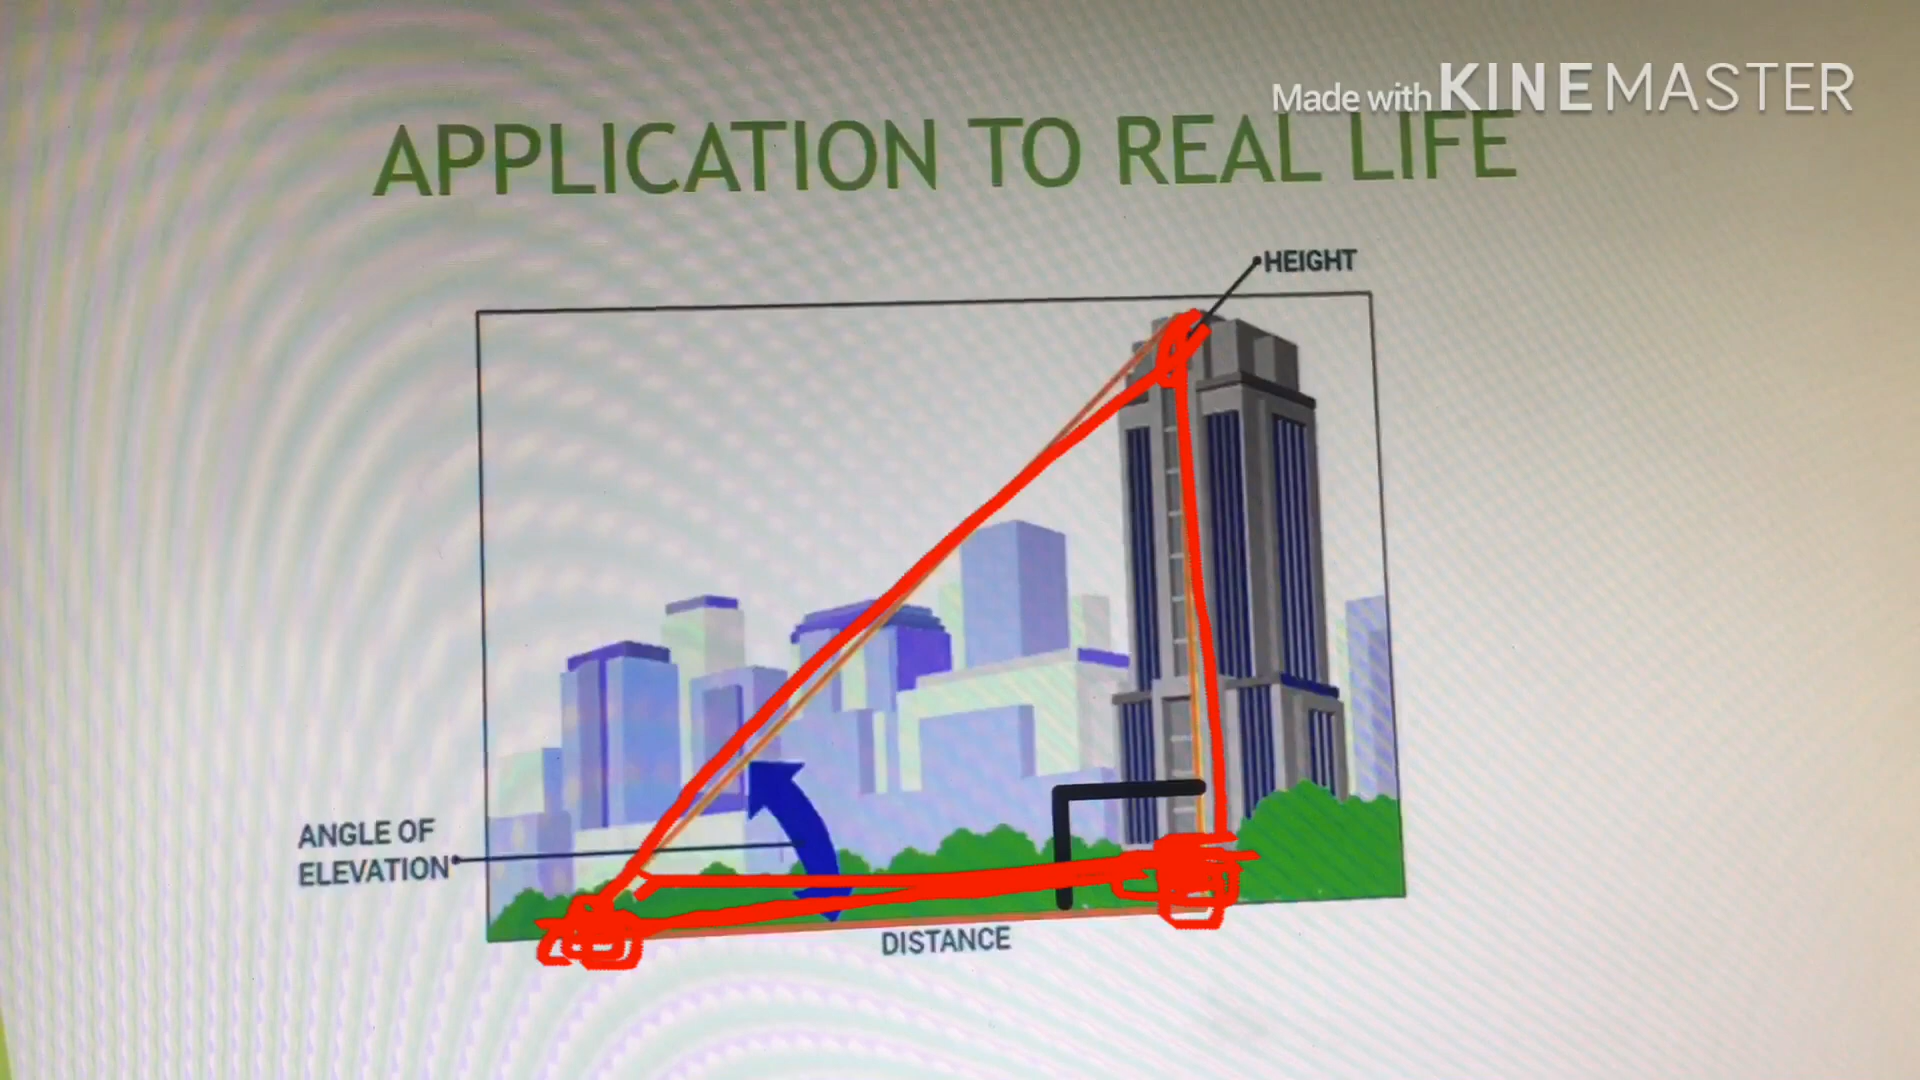 Made with KINEMASTER
APPLICATION TO REAL LIFE
HEIGHT
ANGLE OF
ELEVATION
DISTANCE